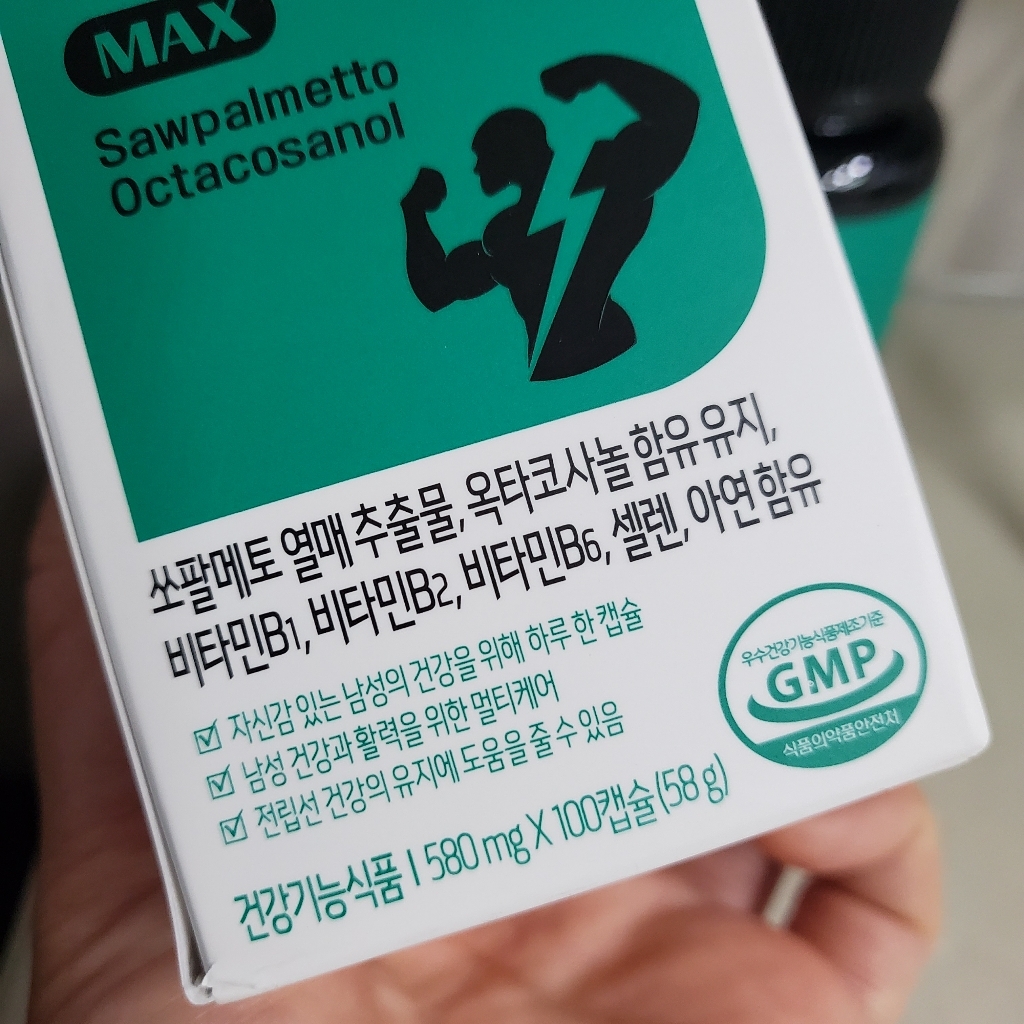 MAX
Sawpalmetto
Octacosanol
쏘팔메토 열매 추출물, 옥타코사놀 함유 유지,
비타민B1, 비타민B2, 비타민B6, 셀렌, 아연 함유
자신감 있는 남성의 건강을 위해 하루 한 캡슐
남성 건강과 활력을 위한 멀티케어
전립선 건강의 유지에 도움을 줄 수 있음
우수건강기능식품제조기준
GMP
식품의약품안전처
건강기능식품 | 580 mg X 100캡슐 (58 g)